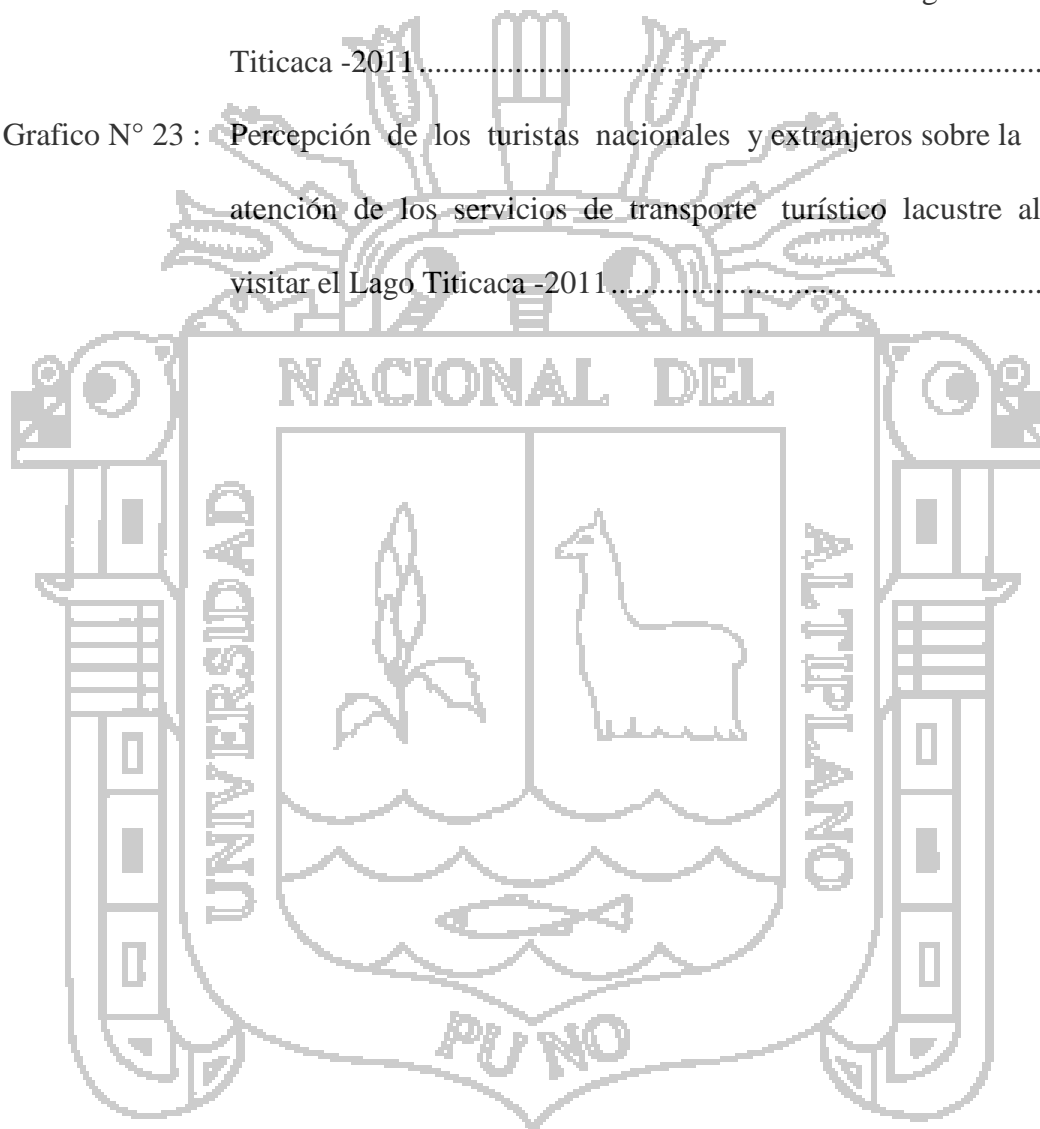 Titicaca -2011........................................................................
Grafico N° 23 : Percepción de los turistas nacionales y extranjeros sobre la
atención de los servicios de transporte turístico lacustre al
visitar el Lago Titicaca -2011.................................................
NACIONAL DEL
UNIVERSIDAD
ALTIPLANO
PUNO